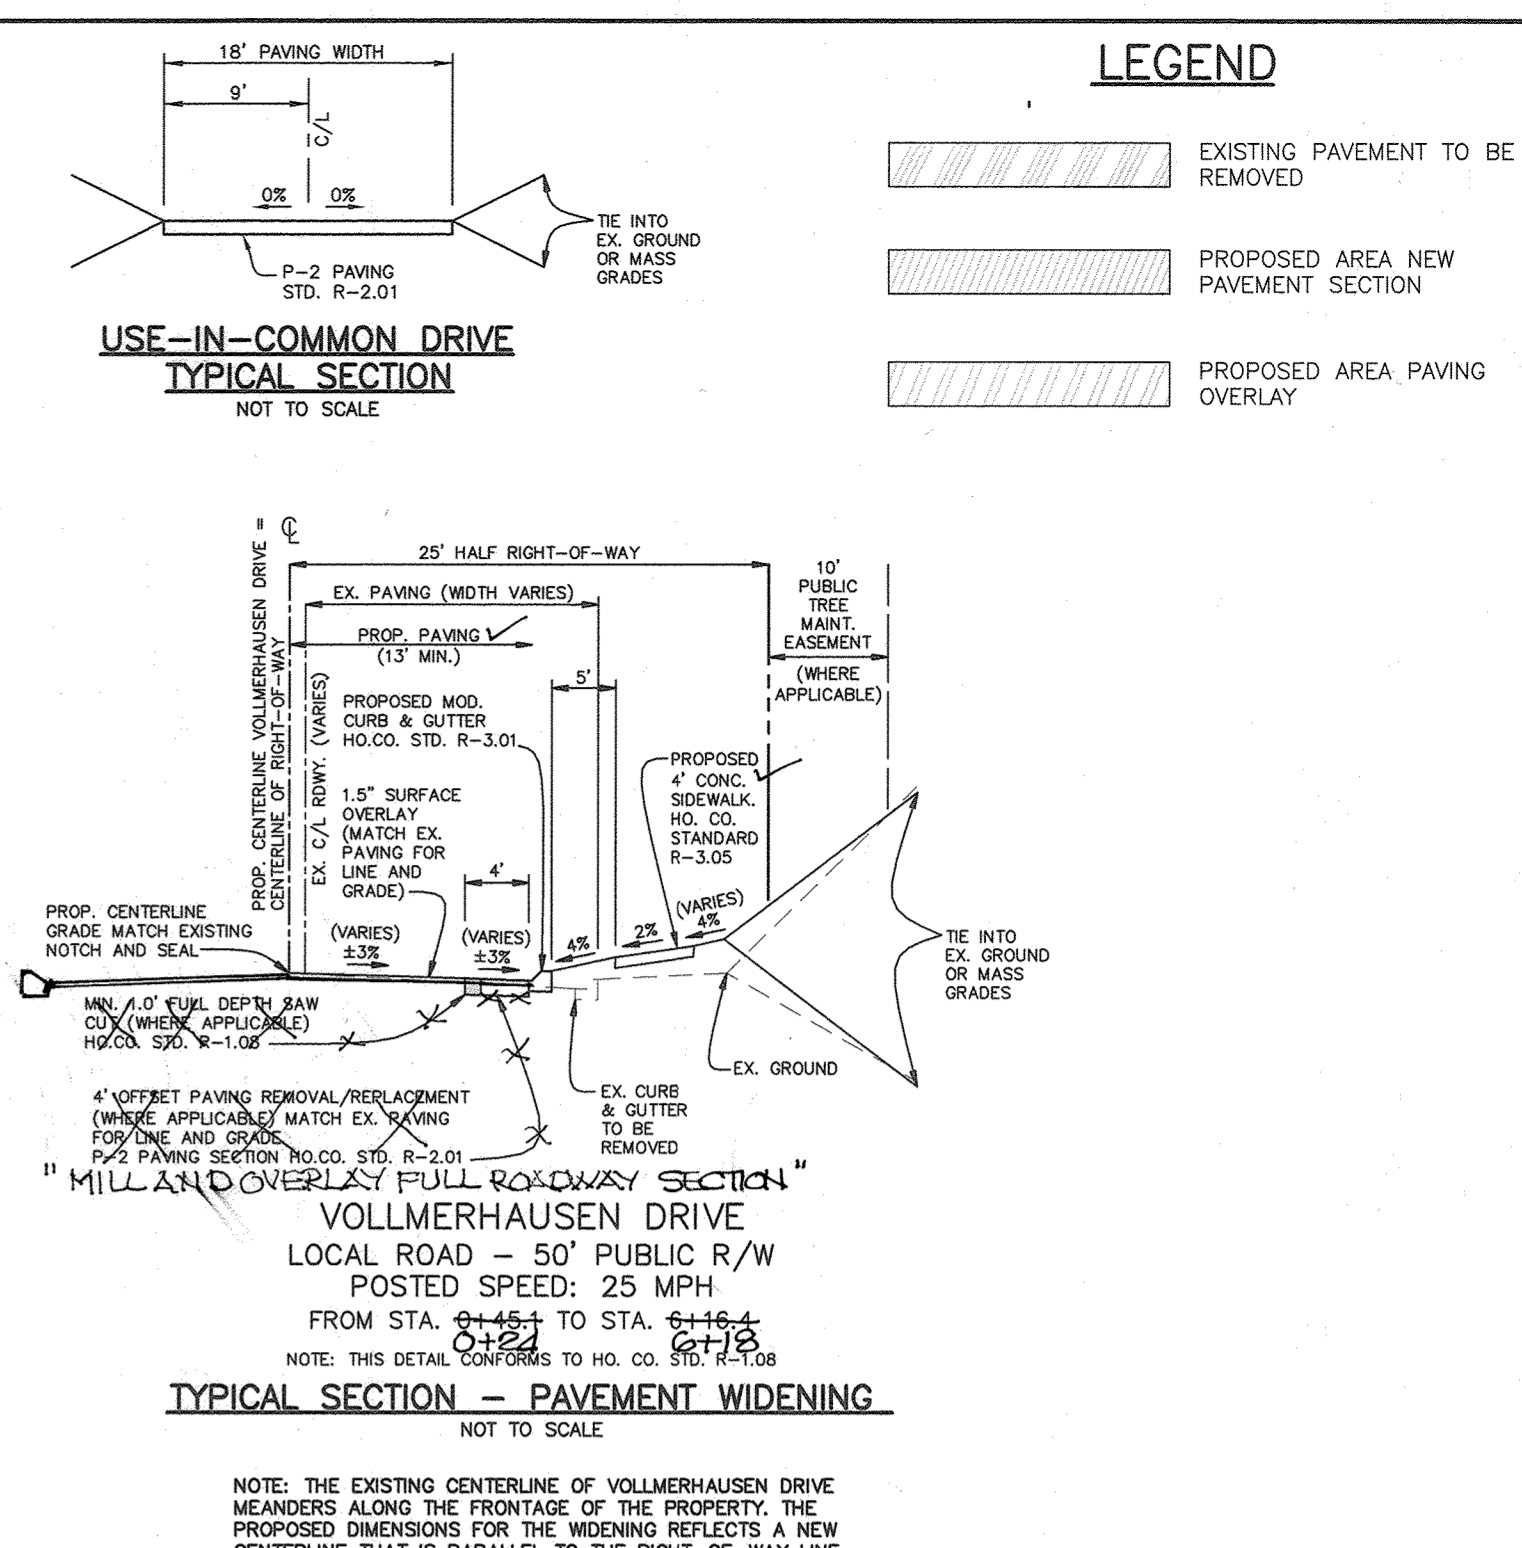 18' PAVING WIDTH
9'
C/L
0% 0%
P-2 PAVING
STD. R-2.01
TIE INTO
EX. GROUND
OR MASS
GRADES
USE-IN-COMMON DRIVE
TYPICAL SECTION
NOT TO SCALE
LEGEND
EXISTING PAVEMENT TO BE
REMOVED
PROPOSED AREA NEW
PAVEMENT SECTION
PROPOSED AREA PAVING
OVERLAY
PROP. CENTERLINE VOLLMERHAUSEN DRIVE =
CENTERLINE OF RIGHT-OF-WAY
℄
25' HALF RIGHT-OF-WAY
EX. PAVING (WIDTH VARIES)
PROP. PAVING
(13' MIN.)
10'
PUBLIC
TREE
MAINT.
EASEMENT
(WHERE
APPLICABLE)
5'
EX. C/L RDWY. (VARIES)
PROPOSED MOD.
CURB & GUTTER
HO.CO. STD. R-3.01
1.5" SURFACE
OVERLAY
(MATCH EX.
PAVING FOR
LINE AND
GRADE)
4'
PROPOSED
4' CONC.
SIDEWALK.
HO. CO.
STANDARD
R-3.05
PROP. CENTERLINE
GRADE MATCH EXISTING
NOTCH AND SEAL
(VARIES)
±3%
(VARIES)
±3%
4%
2%
(VARIES)
4%
TIE INTO
EX. GROUND
OR MASS
GRADES
MIN. 1.0' FULL DEPTH SAW
CUT (WHERE APPLICABLE)
HO.CO. STD. R-1.08
EX. GROUND
EX. CURB
& GUTTER
TO BE
REMOVED
4' OFFSET PAVING REMOVAL/REPLACEMENT
(WHERE APPLICABLE) MATCH EX. PAVING
FOR LINE AND GRADE
P-2 PAVING SECTION HO.CO. STD. R-2.01
"MILL AND OVERLAY FULL ROADWAY SECTION"
VOLLMERHAUSEN DRIVE
LOCAL ROAD - 50' PUBLIC R/W
POSTED SPEED: 25 MPH
FROM STA. 0+45.1 TO STA. 6+16.4
0+24 6+18
NOTE: THIS DETAIL CONFORMS TO HO. CO. STD. R-1.08
TYPICAL SECTION - PAVEMENT WIDENING
NOT TO SCALE
NOTE: THE EXISTING CENTERLINE OF VOLLMERHAUSEN DRIVE
MEANDERS ALONG THE FRONTAGE OF THE PROPERTY. THE
PROPOSED DIMENSIONS FOR THE WIDENING REFLECTS A NEW
CENTERLINE THAT IS PARALLEL TO THE RIGHT-OF-WAY LINE